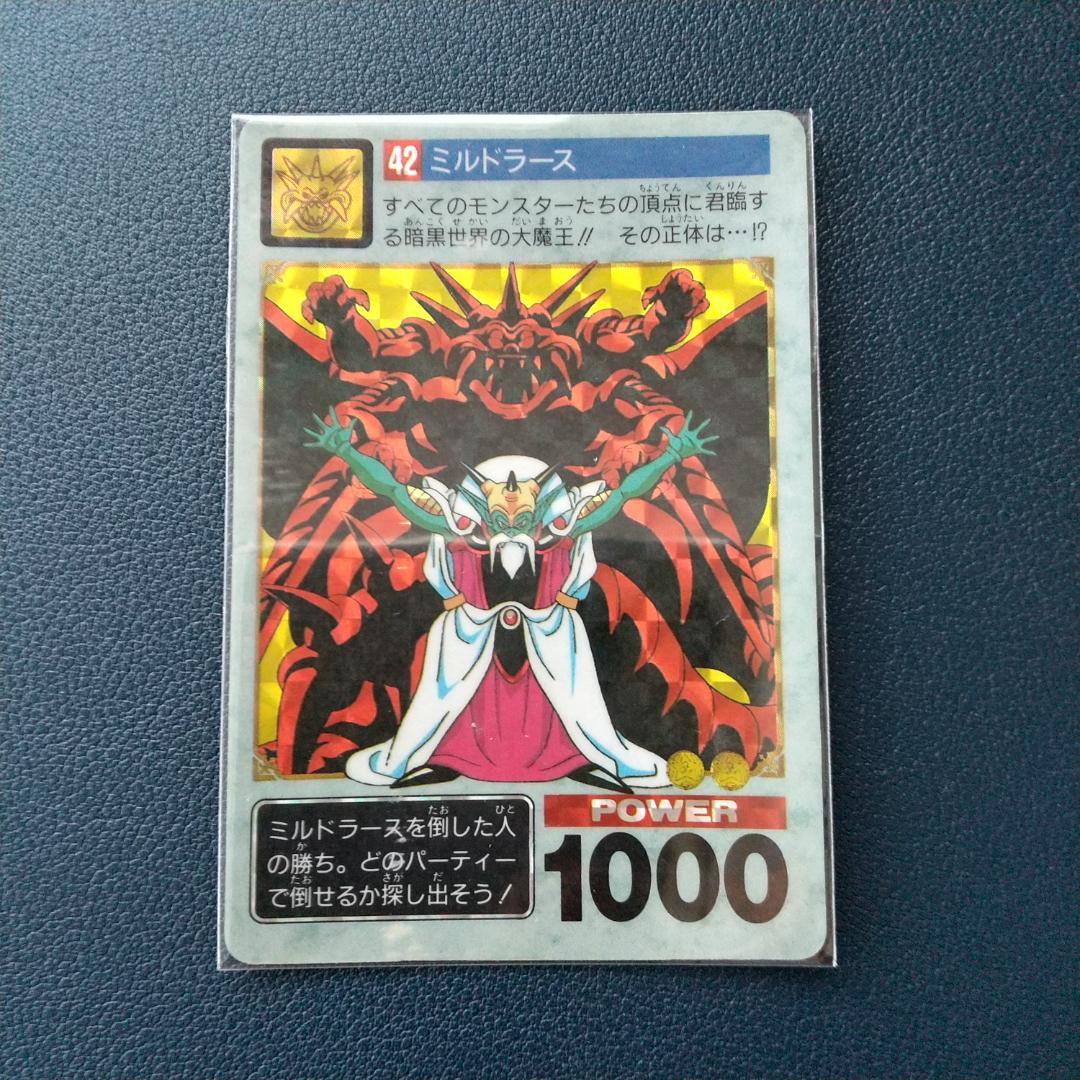 42 ミルドラース
すべてのモンスターたちの頂点に君臨す
る暗黒世界の大魔王!! その正体は…!?
ミルドラースを倒した人
の勝ち。どのパーティー
で倒せるか探し出そう!
POWER
1000